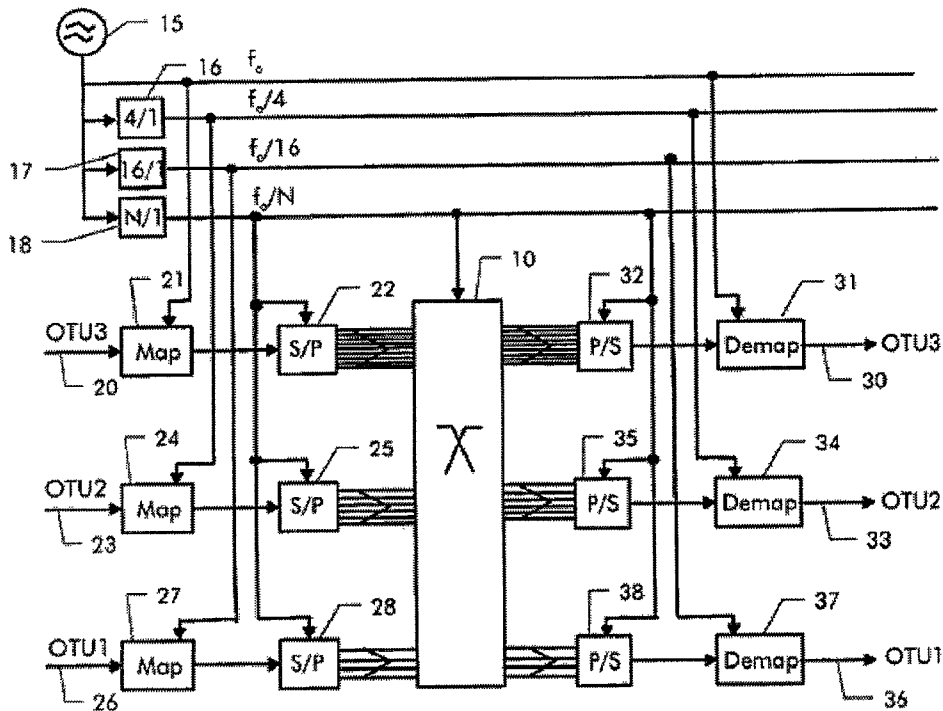 15
16 f₀
4/1 f₀/4
17 16/1 f₀/16
18 N/1 f₀/N
21 22 10 32 31
OTU3 Map S/P P/S Demap OTU3
20 30
24 25 35 34
OTU2 Map S/P P/S Demap OTU2
23 33
27 28 38 37
OTU1 Map S/P P/S Demap OTU1
26 36